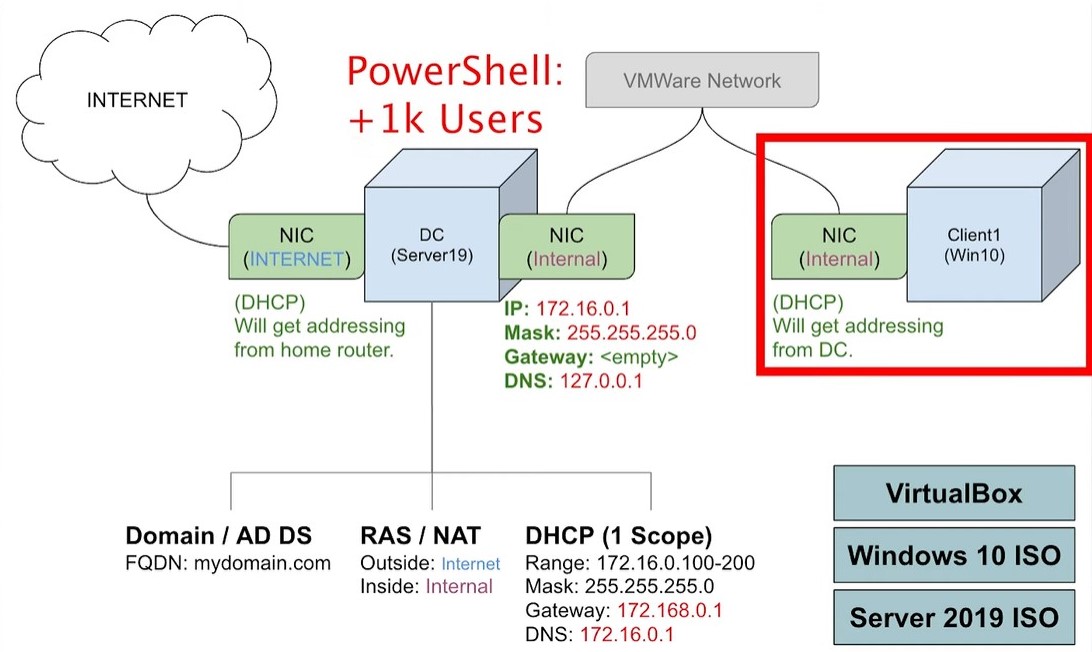 INTERNET
PowerShell:
+1k Users
VMWare Network
NIC
(INTERNET)
DC
(Server19)
NIC
(Internal)
NIC
(Internal)
Client1
(Win10)
(DHCP)
Will get addressing
from home router.
IP: 172.16.0.1
Mask: 255.255.255.0
Gateway: <empty>
DNS: 127.0.0.1
(DHCP)
Will get addressing
from DC.
Domain / AD DS
FQDN: mydomain.com
RAS / NAT
Outside: Internet
Inside: Internal
DHCP (1 Scope)
Range: 172.16.0.100-200
Mask: 255.255.255.0
Gateway: 172.168.0.1
DNS: 172.16.0.1
VirtualBox
Windows 10 ISO
Server 2019 ISO